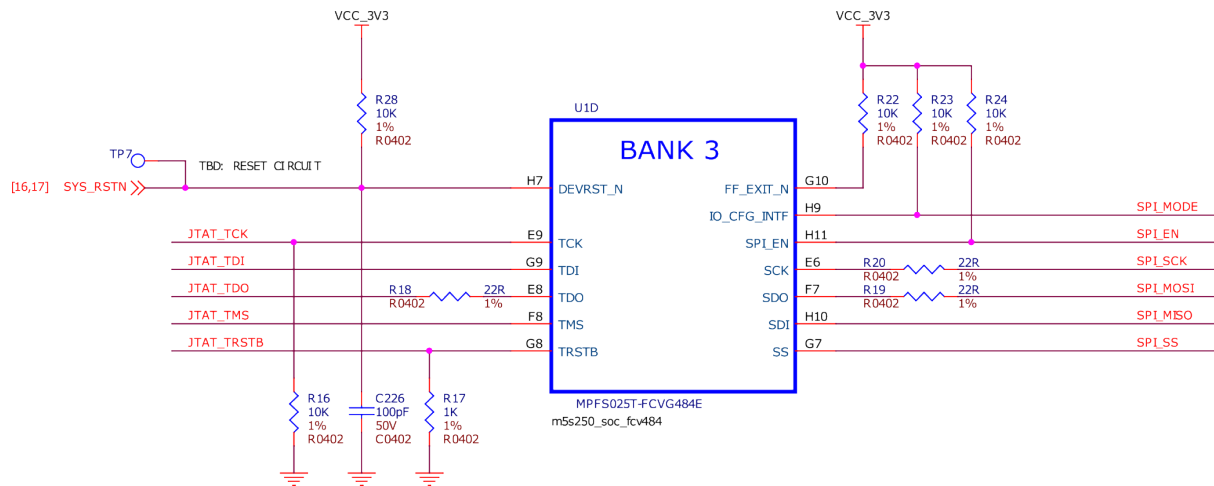 VCC_3V3
VCC_3V3
R28
10K
1%
R0402
R22
10K
1%
R0402
R23
10K
1%
R0402
R24
10K
1%
R0402
U1D
BANK 3
TP7
TBD: RESET CIRCUIT
[16,17] SYS_RSTN
H7
DEVRST_N
FF_EXIT_N
G10
IO_CFG_INTF
H9
SPI_MODE
JTAT_TCK
E9
TCK
SPI_EN
H11
SPI_EN
JTAT_TDI
G9
TDI
SCK
E6
R20
R0402
22R
1%
SPI_SCK
JTAT_TDO
R18
R0402
22R
1%
E8
TDO
SDO
F7
R19
R0402
22R
1%
SPI_MOSI
JTAT_TMS
F8
TMS
SDI
H10
SPI_MISO
JTAT_TRSTB
G8
TRSTB
SS
G7
SPI_SS
R16
10K
1%
R0402
C226
100pF
50V
C0402
R17
1K
1%
R0402
MPFS025T-FCVG484E
m5s250_soc_fcv484